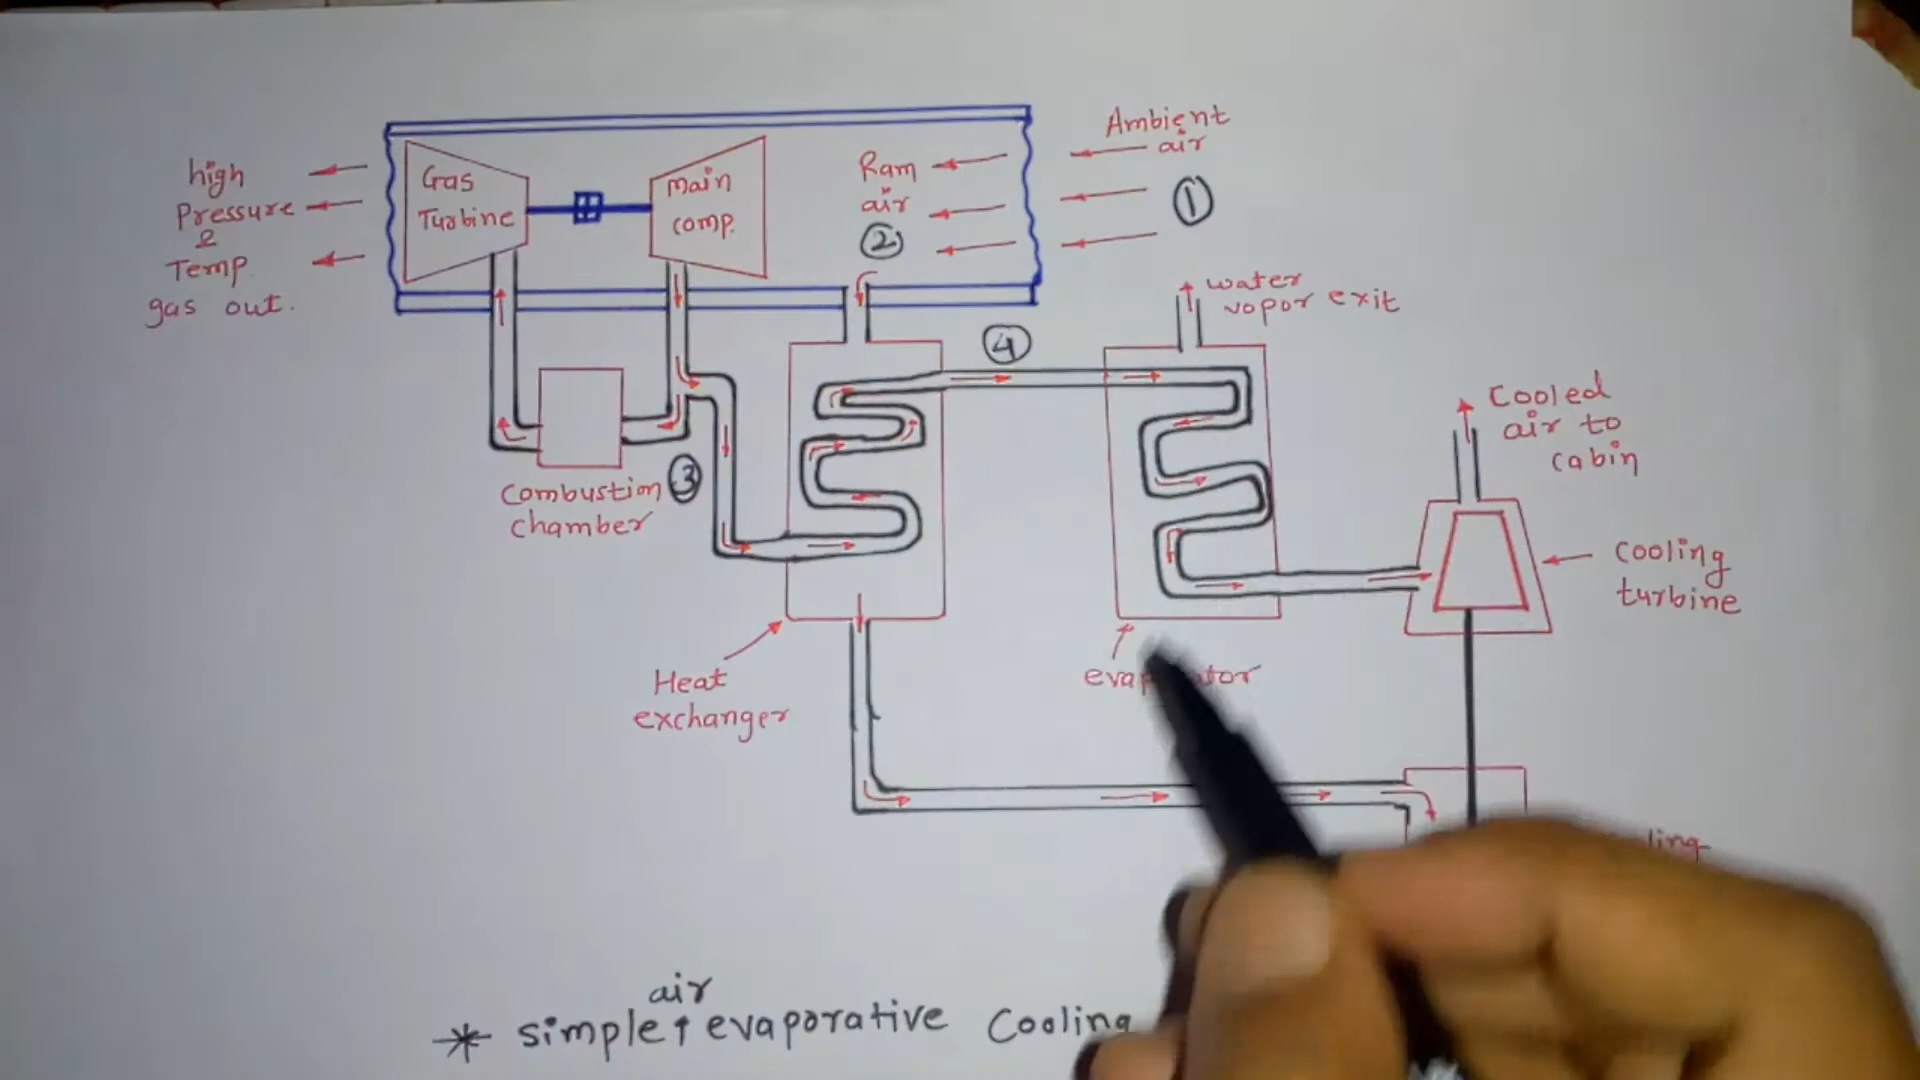 Ambient
air
①
high
Pressure
&
Temp.
gas out.
Gas
Turbine
Main
comp.
Ram
air
②
water
vopor exit
④
Cooled
air to
cabin
③
Combustion
chamber
Cooling
turbine
Heat
exchanger
air
* simple↑evaporative Cooling